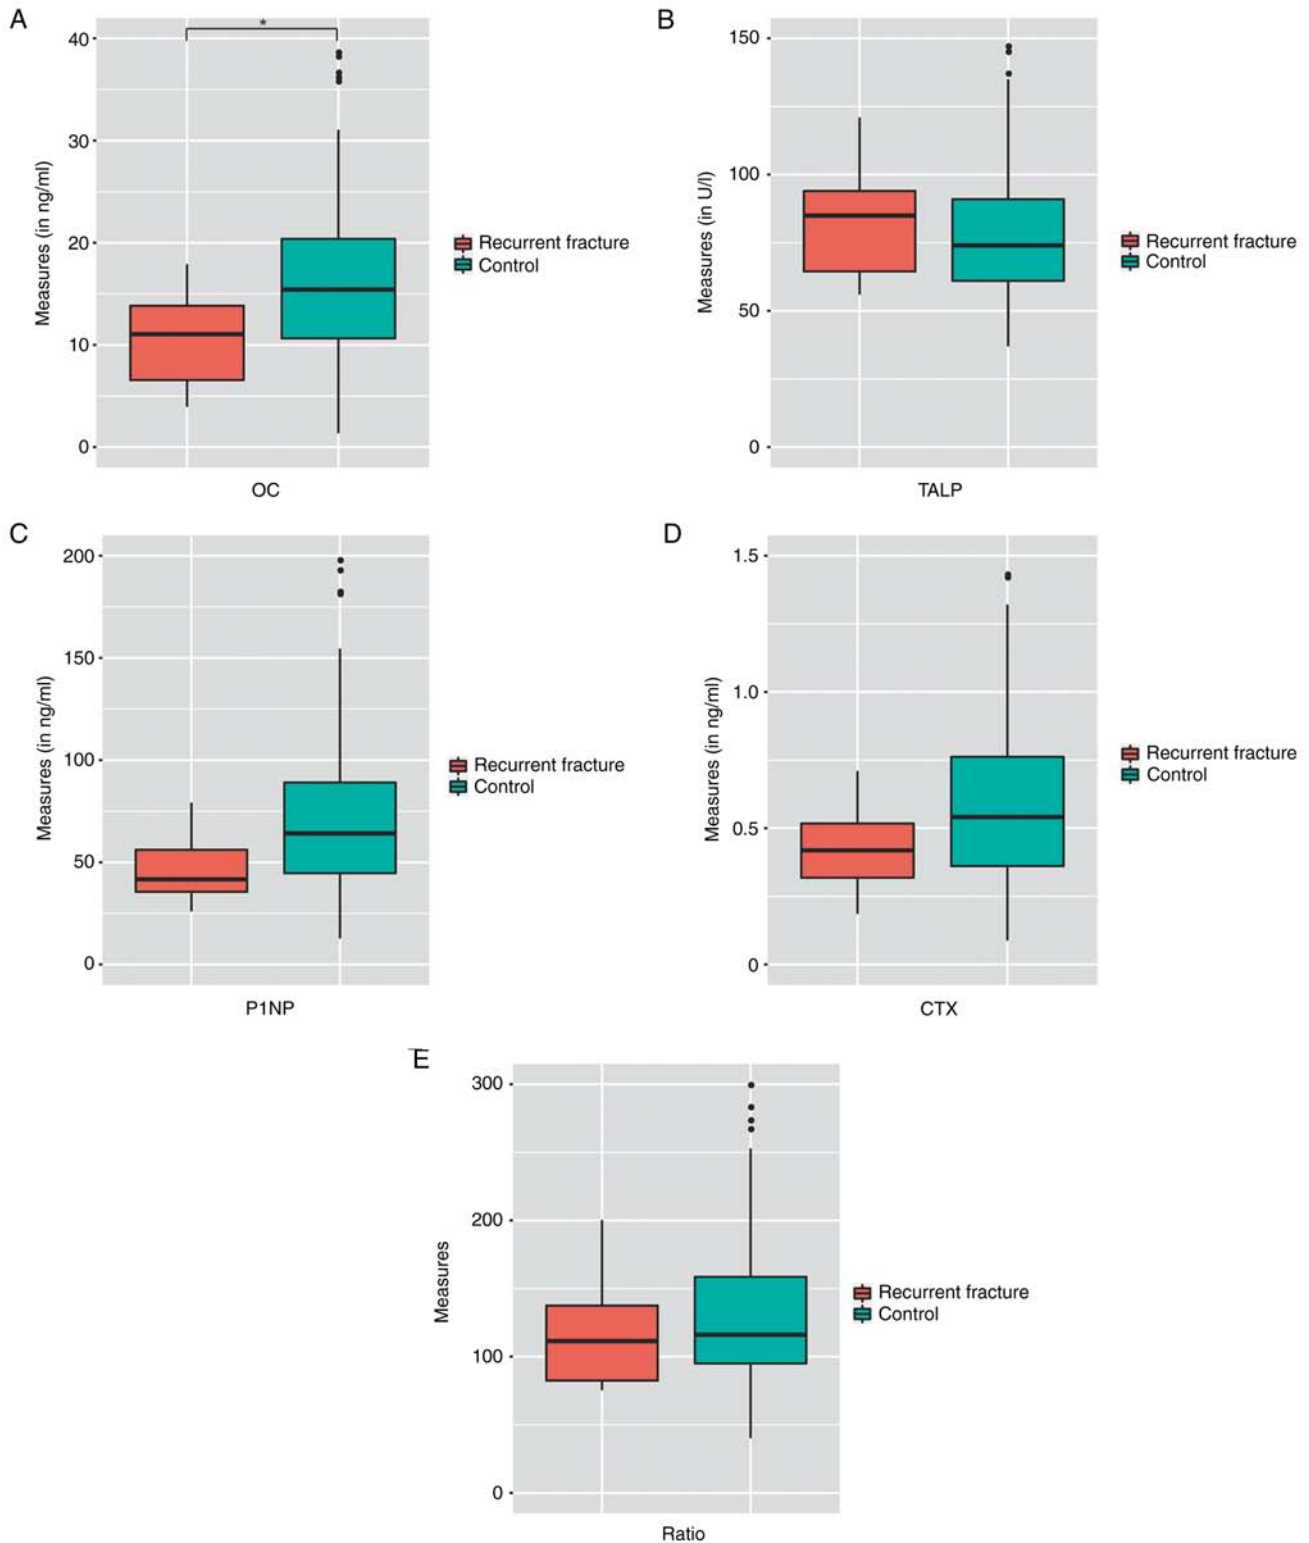 A
*
40
30
20
10
0
Measures (in ng/ml)
OC
Recurrent fracture
Control
B
150
100
50
0
Measures (in U/l)
TALP
Recurrent fracture
Control
C
200
150
100
50
0
Measures (in ng/ml)
P1NP
Recurrent fracture
Control
D
1.5
1.0
0.5
0
Measures (in ng/ml)
CTX
Recurrent fracture
Control
E
300
200
100
0
Measures
Ratio
Recurrent fracture
Control